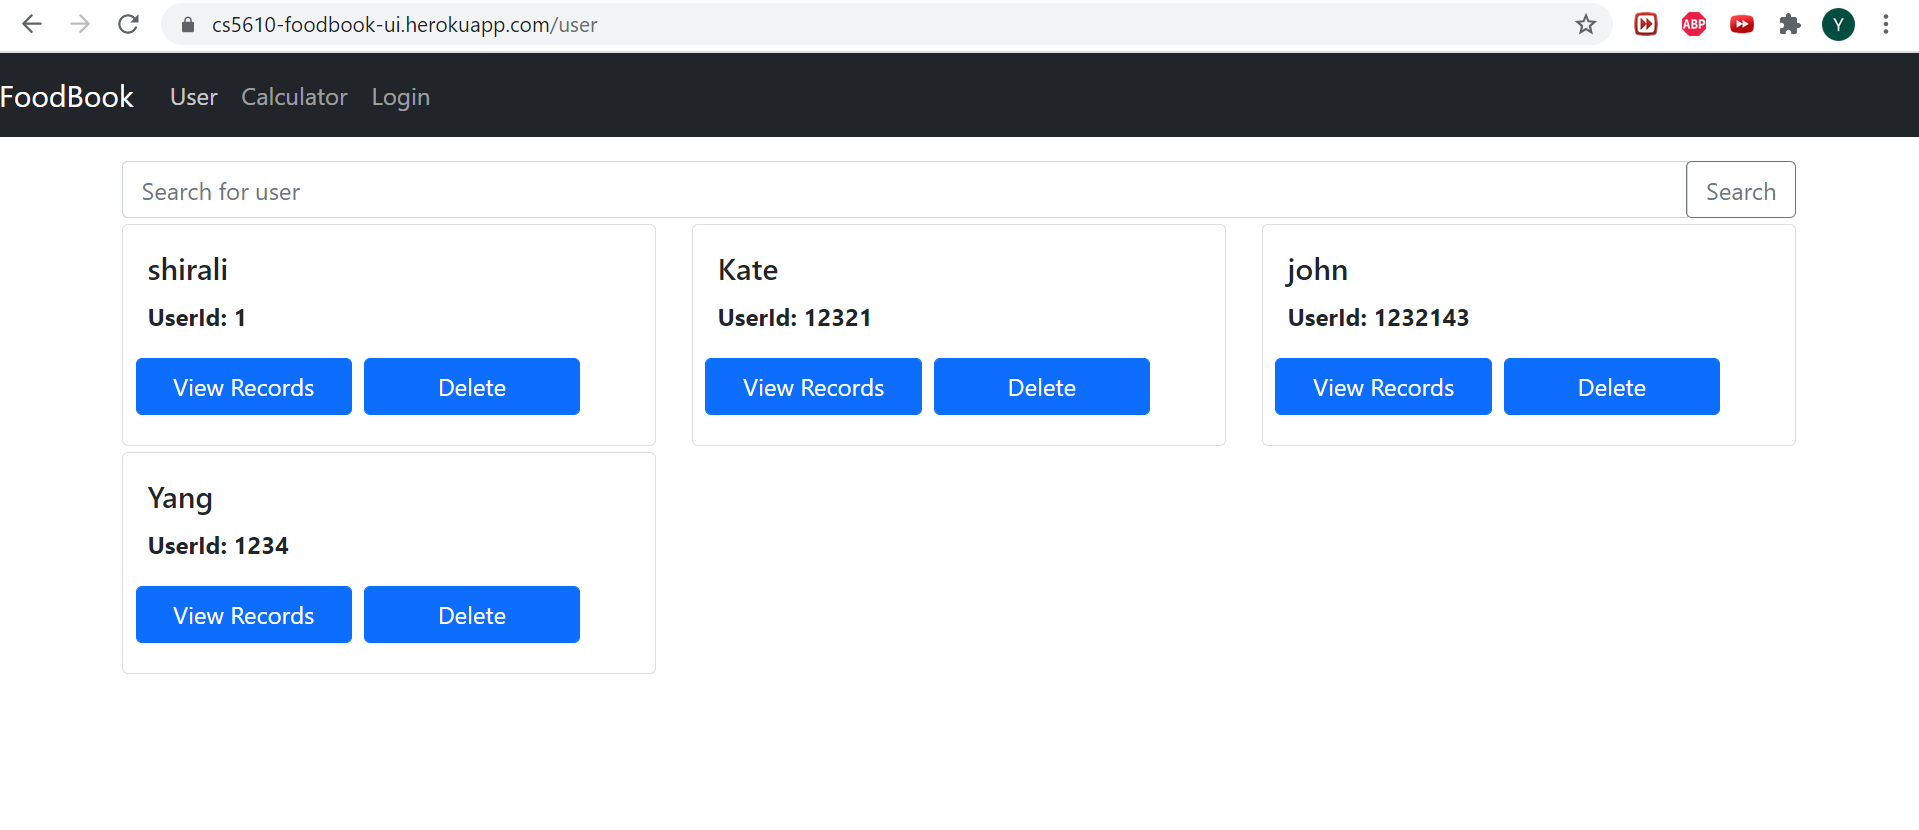 cs5610-foodbook-ui.herokuapp.com/user
ABP
Y
FoodBook User Calculator Login
Search for user Search
shirali Kate john
UserId: 1 UserId: 12321 UserId: 1232143
View Records Delete View Records Delete View Records Delete
Yang
UserId: 1234
View Records Delete